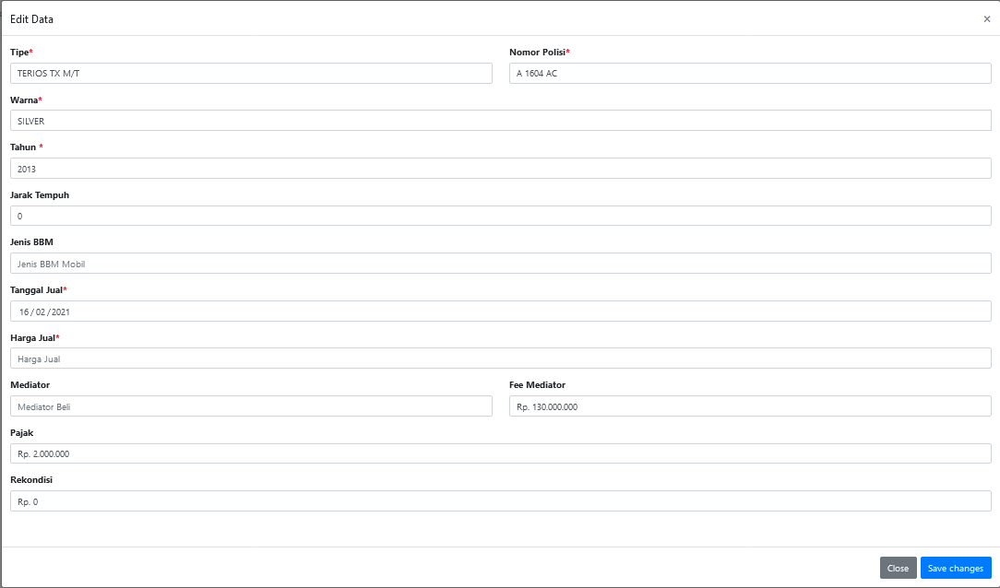 Edit Data ×
Tipe* Nomor Polisi*
TERIOS TX M/T A 1604 AC
Warna*
SILVER
Tahun *
2013
Jarak Tempuh
0
Jenis BBM
Jenis BBM Mobil
Tanggal Jual*
16/02/2021
Harga Jual*
Harga Jual
Mediator Fee Mediator
Mediator Beli Rp. 130.000.000
Pajak
Rp. 2.000.000
Rekondisi
Rp. 0
Close Save changes